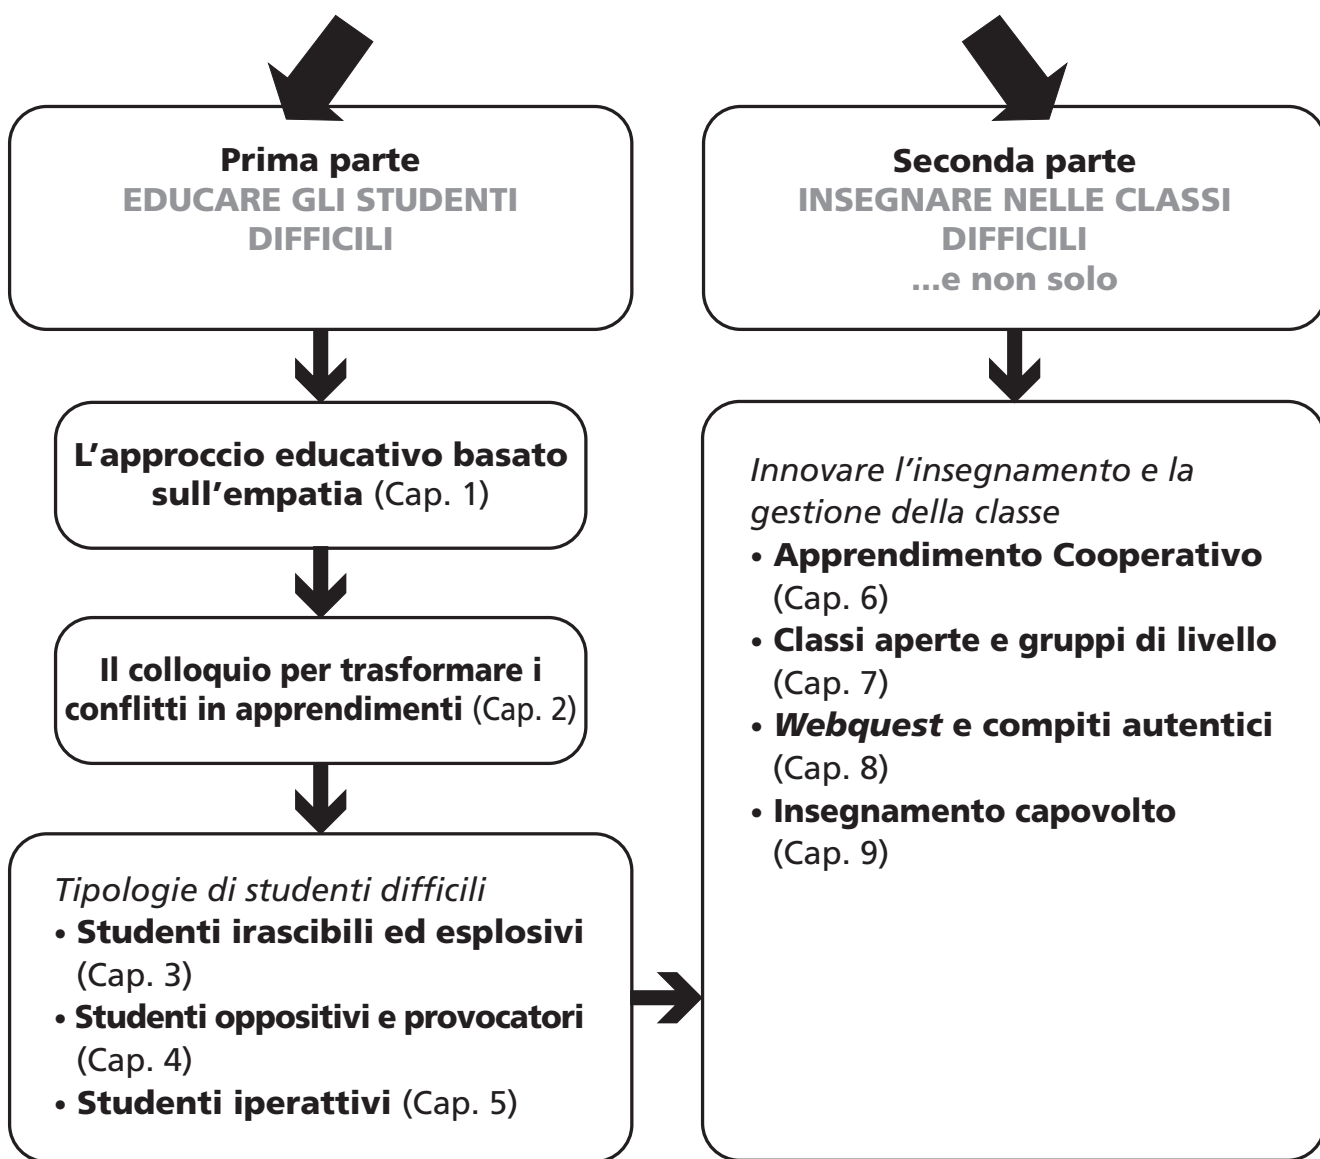 Prima parte
EDUCARE GLI STUDENTI
DIFFICILI
L’approccio educativo basato
sull’empatia (Cap. 1)
Il colloquio per trasformare i
conflitti in apprendimenti (Cap. 2)
Tipologie di studenti difficili
• Studenti irascibili ed esplosivi
(Cap. 3)
• Studenti oppositivi e provocatori
(Cap. 4)
• Studenti iperattivi (Cap. 5)
Seconda parte
INSEGNARE NELLE CLASSI
DIFFICILI
...e non solo
Innovare l’insegnamento e la
gestione della classe
• Apprendimento Cooperativo
(Cap. 6)
• Classi aperte e gruppi di livello
(Cap. 7)
• Webquest e compiti autentici
(Cap. 8)
• Insegnamento capovolto
(Cap. 9)